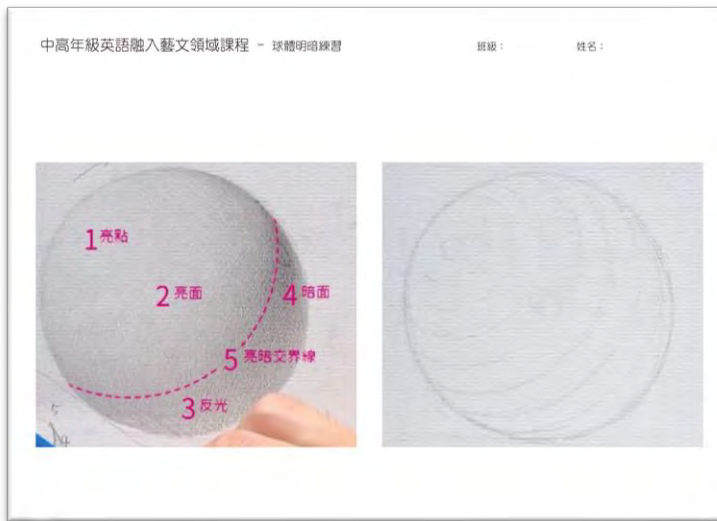 中高年級英語融入藝文領域課程 - 球體明暗練習
班級：
姓名：
1 亮點
2 亮面
4 暗面
5 亮暗交界線
3 反光